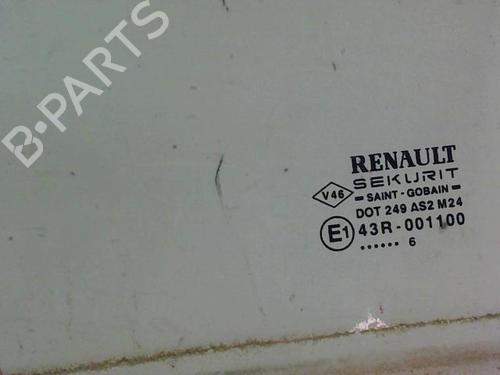 B-PARTS
RENAULT
SEKURIT
V46
SAINT-GOBAIN
DOT 249 AS2 M24
E1 43R-001100
...... 6